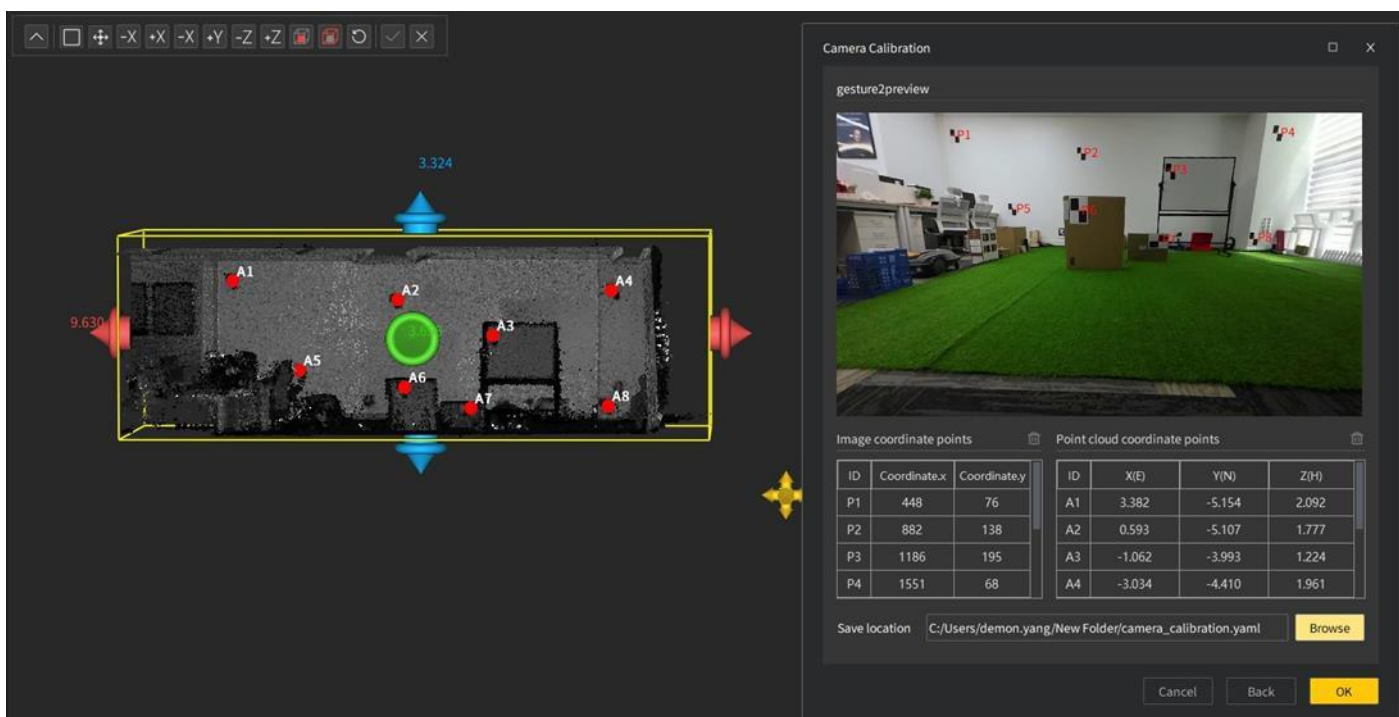 -X +X -X +Y -Z +Z
Camera Calibration
gesture2preview
3.324
9.630
A1
A2
A3
A4
A5
A6
A7
A8
P1
P2
P3
P4
P5
P6
P8
Image coordinate points
ID Coordinate.x Coordinate.y
P1 448 76
P2 882 138
P3 1186 195
P4 1551 68
Point cloud coordinate points
ID X(E) Y(N) Z(H)
A1 3.382 -5.154 2.092
A2 0.593 -5.107 1.777
A3 -1.062 -3.993 1.224
A4 -3.034 -4.410 1.961
Save location C:/Users/demon.yang/New Folder/camera_calibration.yaml Browse
Cancel Back OK